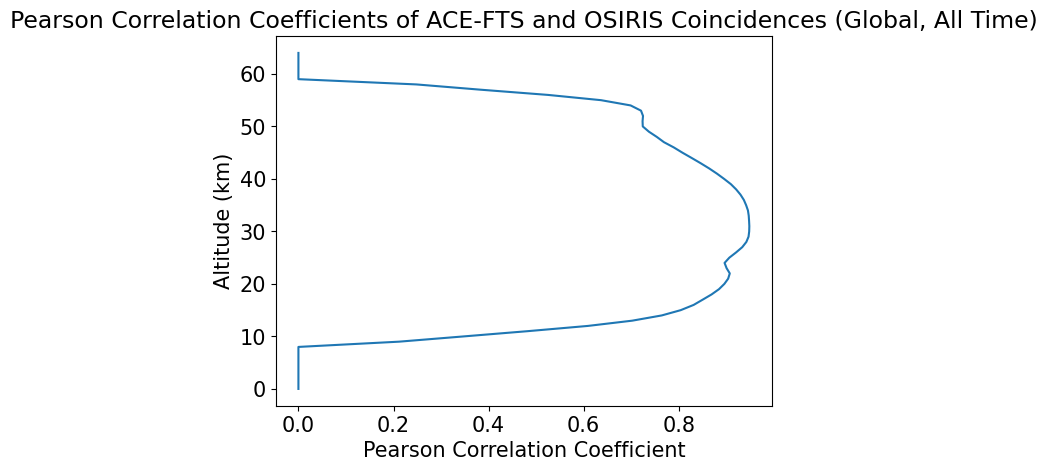 Pearson Correlation Coefficients of ACE-FTS and OSIRIS Coincidences (Global, All Time)
Altitude (km)
60
50
40
30
20
10
0
0.0 0.2 0.4 0.6 0.8
Pearson Correlation Coefficient